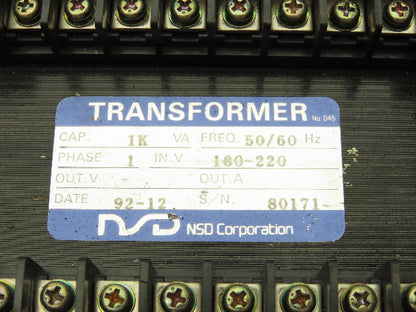 TRANSFORMER No 045
CAP. 1K VA FREQ. 50/60 Hz
PHASE 1 IN.V 180-220
OUT.V OUT.A
DATE 92-12 S/N. 80171-
NSD NSD Corporation